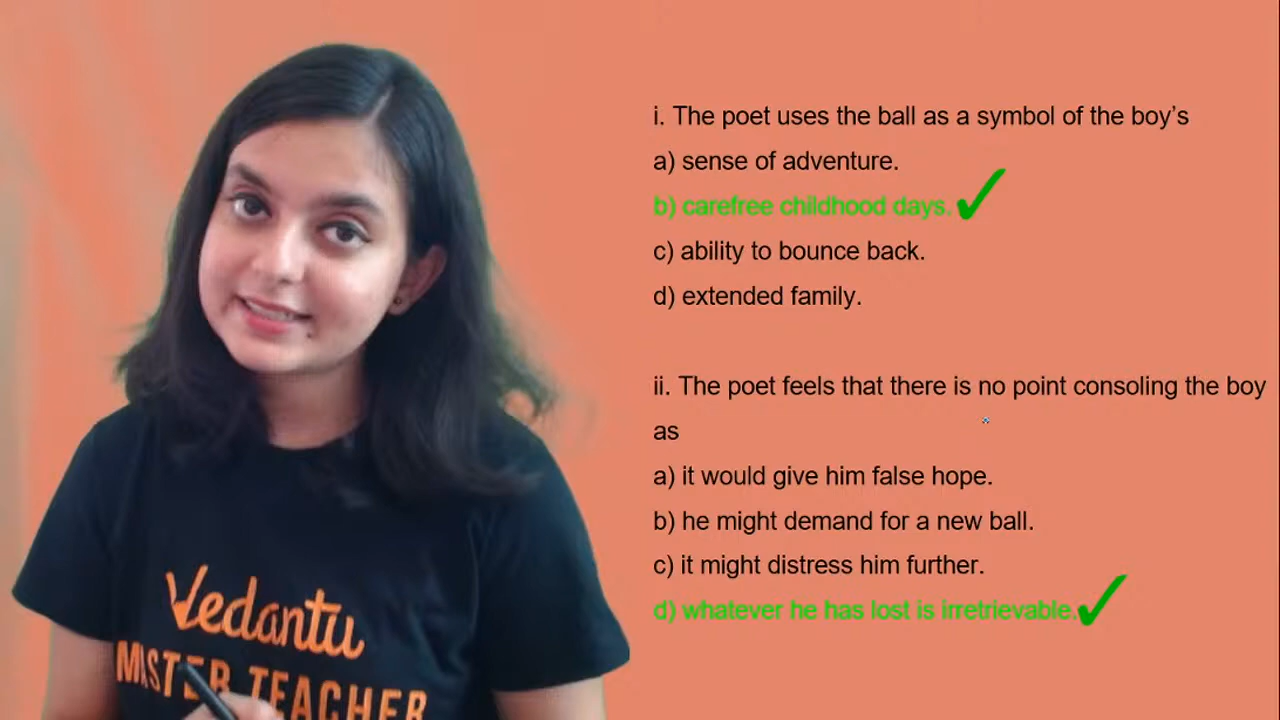 i. The poet uses the ball as a symbol of the boy's
a) sense of adventure.
b) carefree childhood days.
c) ability to bounce back.
d) extended family.
ii. The poet feels that there is no point consoling the boy
as
a) it would give him false hope.
b) he might demand for a new ball.
c) it might distress him further.
d) whatever he has lost is irretrievable.
Vedantu
MASTER TEACHER